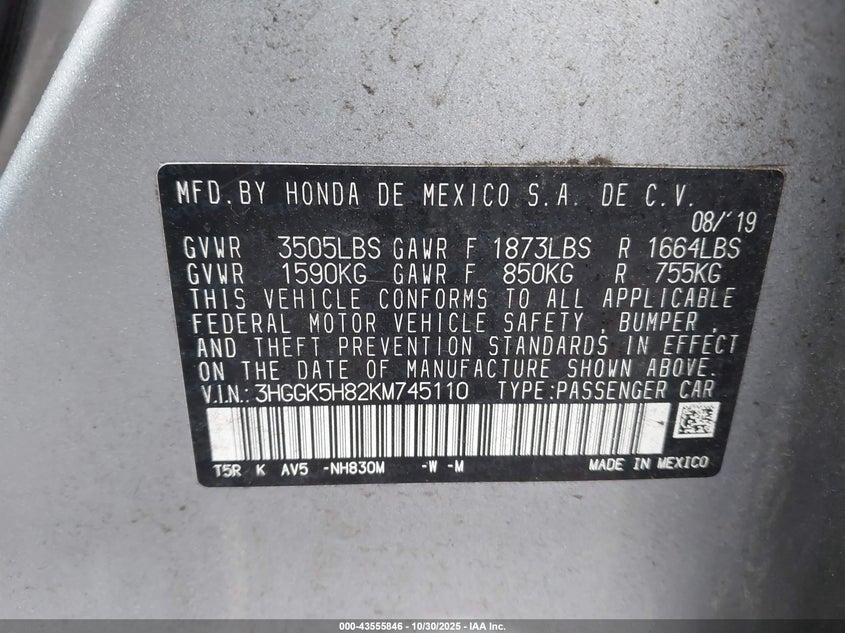 MFD. BY HONDA DE MEXICO S.A. DE C.V.
08/'19
GVWR 3505LBS GAWR F 1873LBS R 1664LBS
GVWR 1590KG GAWR F 850KG R 755KG
THIS VEHICLE CONFORMS TO ALL APPLICABLE
FEDERAL MOTOR VEHICLE SAFETY, BUMPER,
AND THEFT PREVENTION STANDARDS IN EFFECT
ON THE DATE OF MANUFACTURE SHOWN ABOVE.
V.I.N.: 3HGGK5H82KM745110 TYPE: PASSENGER CAR
T5R K AV5 -NH830M -W -M MADE IN MEXICO
000-43555846 - 10/30/2025 - IAA Inc.